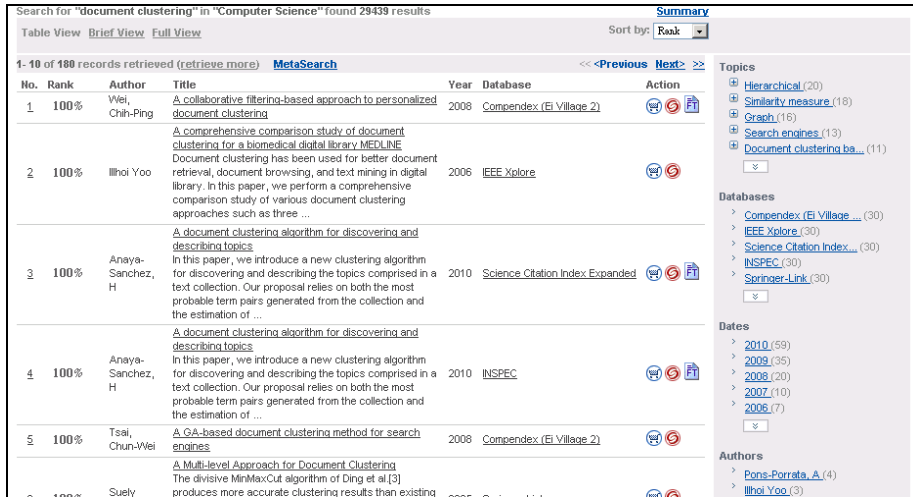 Search for "document clustering" in "Computer Science" found 29439 results
Summary
Table View Brief View Full View
Sort by: Rank
1- 10 of 180 records retrieved (retrieve more) MetaSearch
<< <Previous Next> >>
No. Rank Author Title Year Database Action
1 100% Wei, Chih-Ping
A collaborative filtering-based approach to personalized
document clustering
2008 Compendex (Ei Village 2)
FT
2 100% Illhoi Yoo
A comprehensive comparison study of document
clustering for a biomedical digital library MEDLINE
Document clustering has been used for better document
retrieval, document browsing, and text mining in digital
library. In this paper, we perform a comprehensive
comparison study of various document clustering
approaches such as three ...
2006 IEEE Xplore
3 100% Anaya-
Sanchez,
H
A document clustering algorithm for discovering and
describing topics
In this paper, we introduce a new clustering algorithm
for discovering and describing the topics comprised in a
text collection. Our proposal relies on both the most
probable term pairs generated from the collection and
the estimation of ...
2010 Science Citation Index Expanded
FT
4 100% Anaya-
Sanchez,
H
A document clustering algorithm for discovering and
describing topics
In this paper, we introduce a new clustering algorithm
for discovering and describing the topics comprised in a
text collection. Our proposal relies on both the most
probable term pairs generated from the collection and
the estimation of ...
2010 INSPEC
FT
5 100% Tsai,
Chun-Wei
A GA-based document clustering method for search
engines
2008 Compendex (Ei Village 2)
A Multi-level Approach for Document Clustering
The divisive MinMaxCut algorithm of Ding et al.[3]
Suely
produces more accurate clustering results than existing
Topics
Hierarchical (20)
Similarity measure (18)
Graph (16)
Search engines (13)
Document clustering ba... (11)
Databases
Compendex (Ei Village ... (30)
IEEE Xplore (30)
Science Citation Index... (30)
INSPEC (30)
Springer-Link (30)
Dates
2010 (59)
2009 (35)
2008 (20)
2007 (10)
2006 (7)
Authors
Pons-Porrata, A (4)
Illhoi Yoo (3)